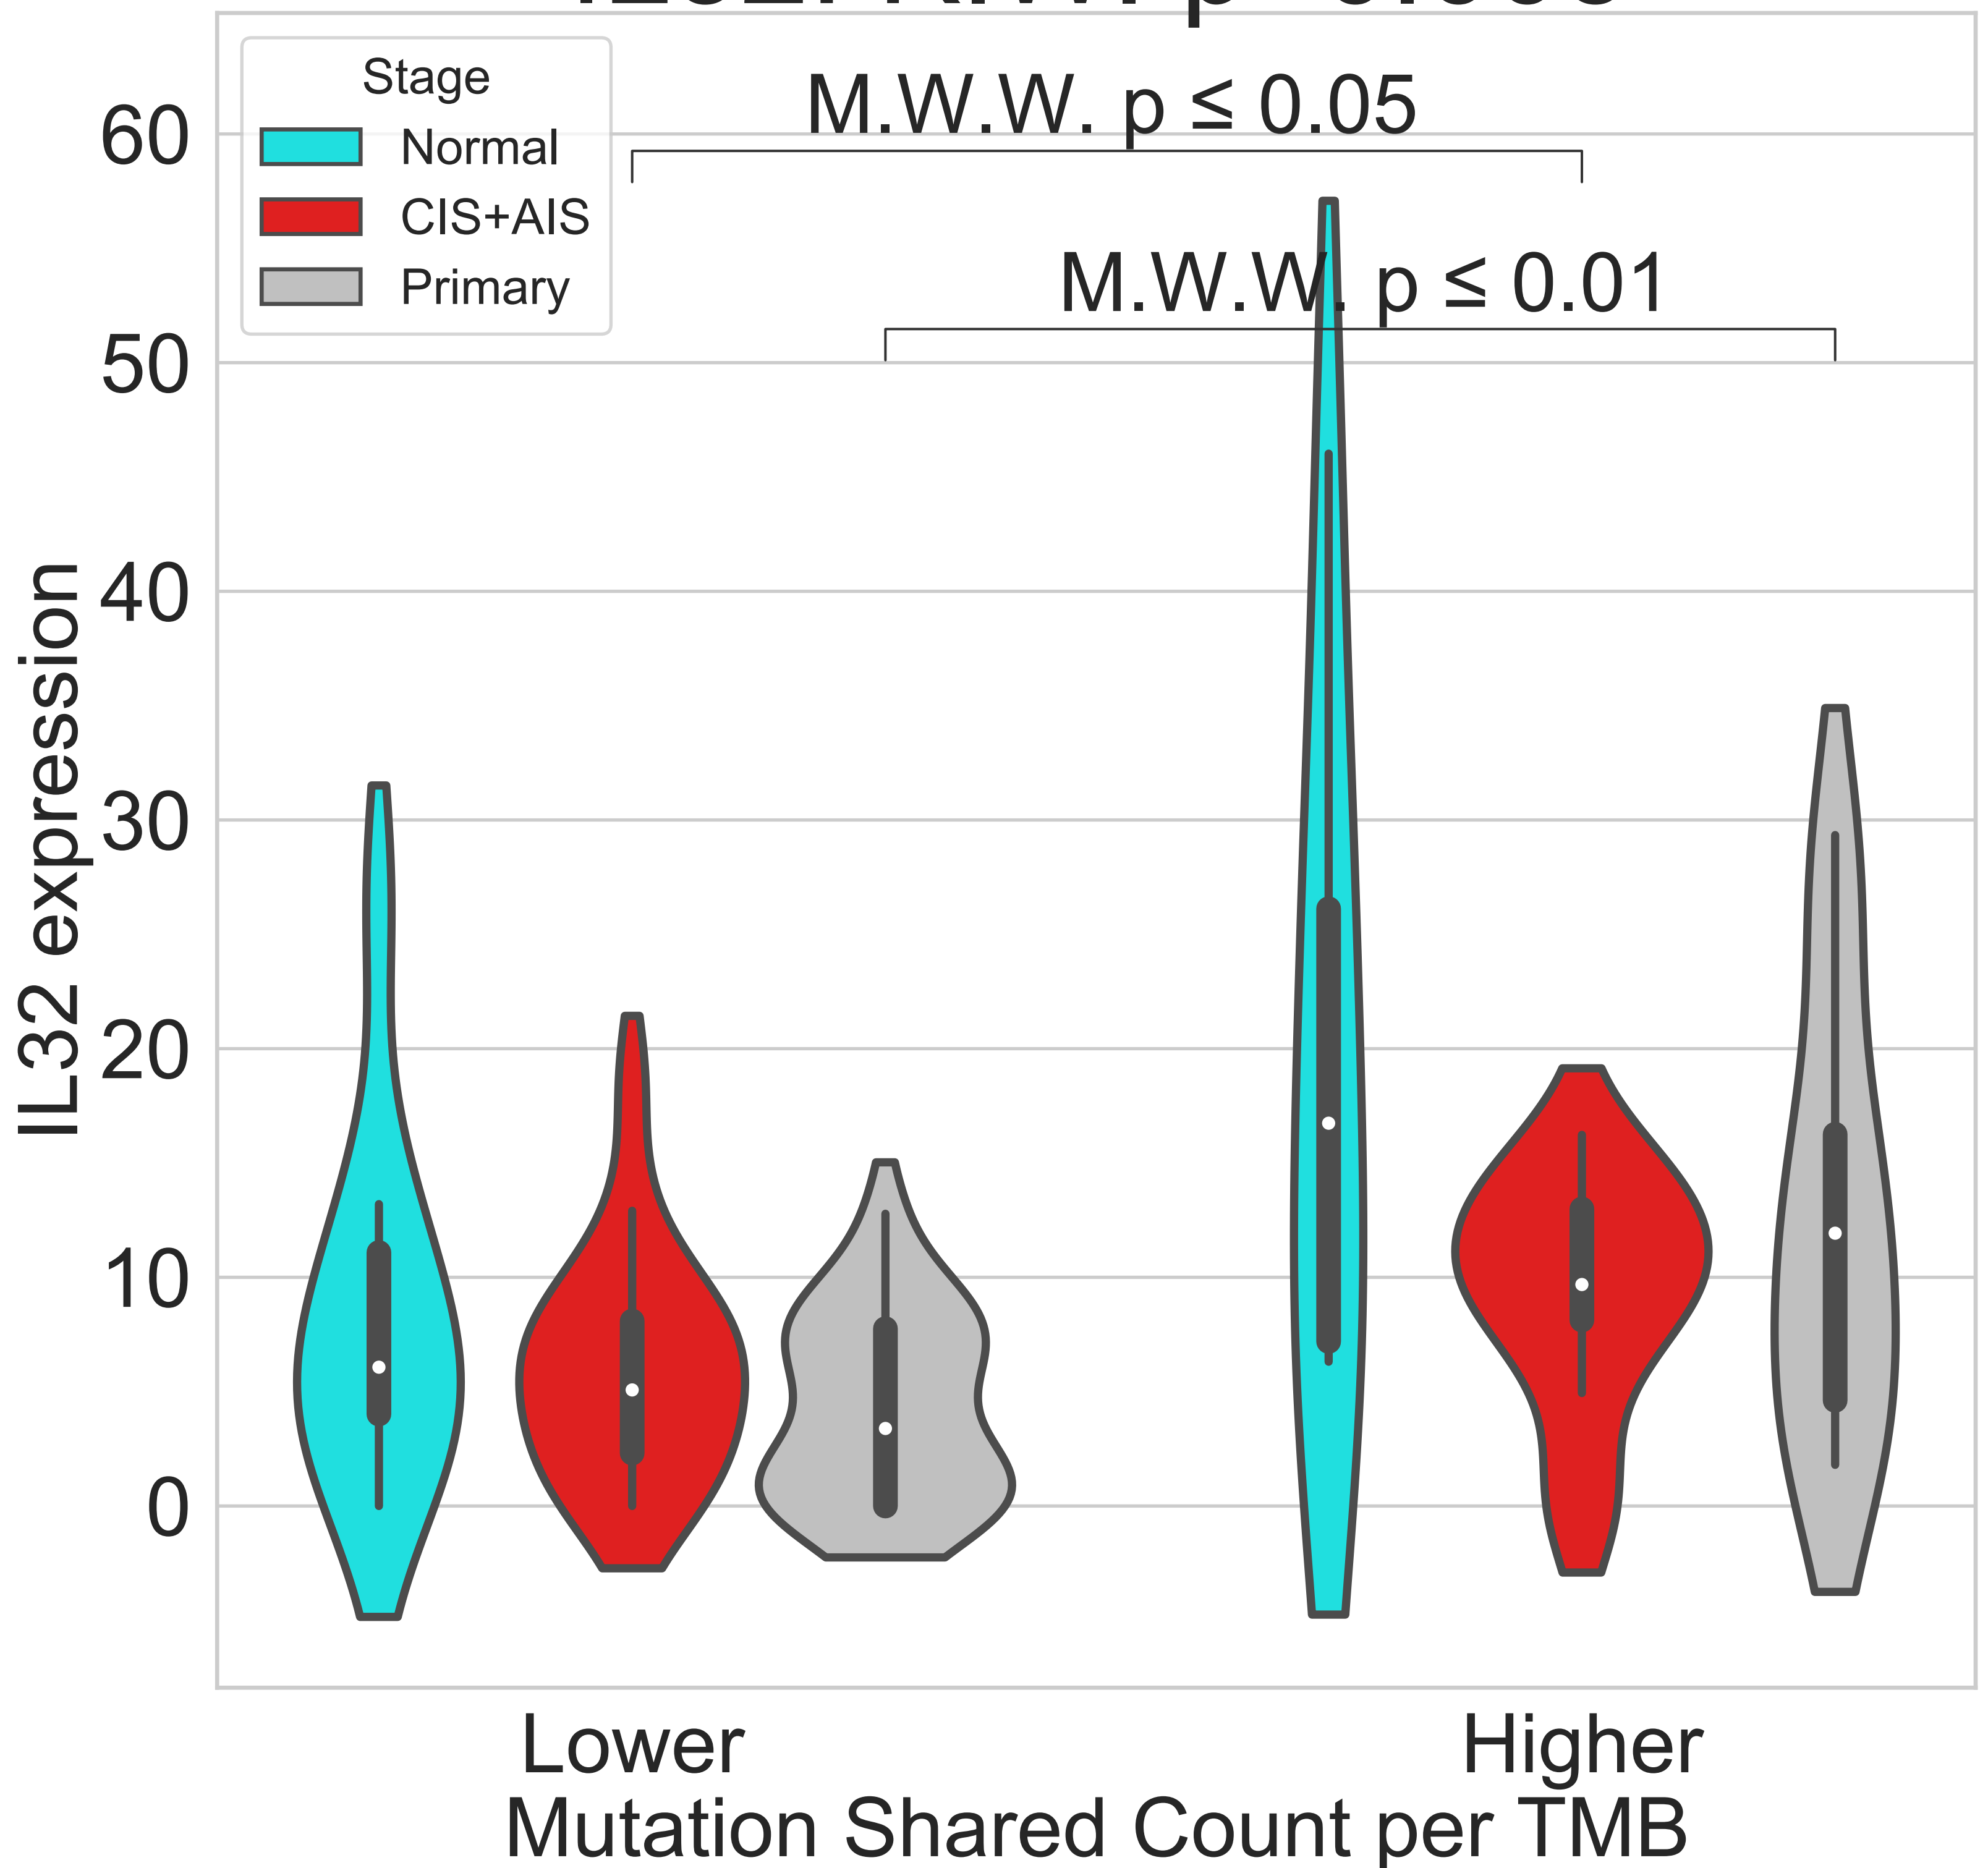 Stage
Normal
CIS+AIS
Primary
M.W.W. p ≤ 0.05
M.W.W. p ≤ 0.01
60
50
40
30
20
10
0
IL32 expression
Lower
Higher
Mutation Shared Count per TMB